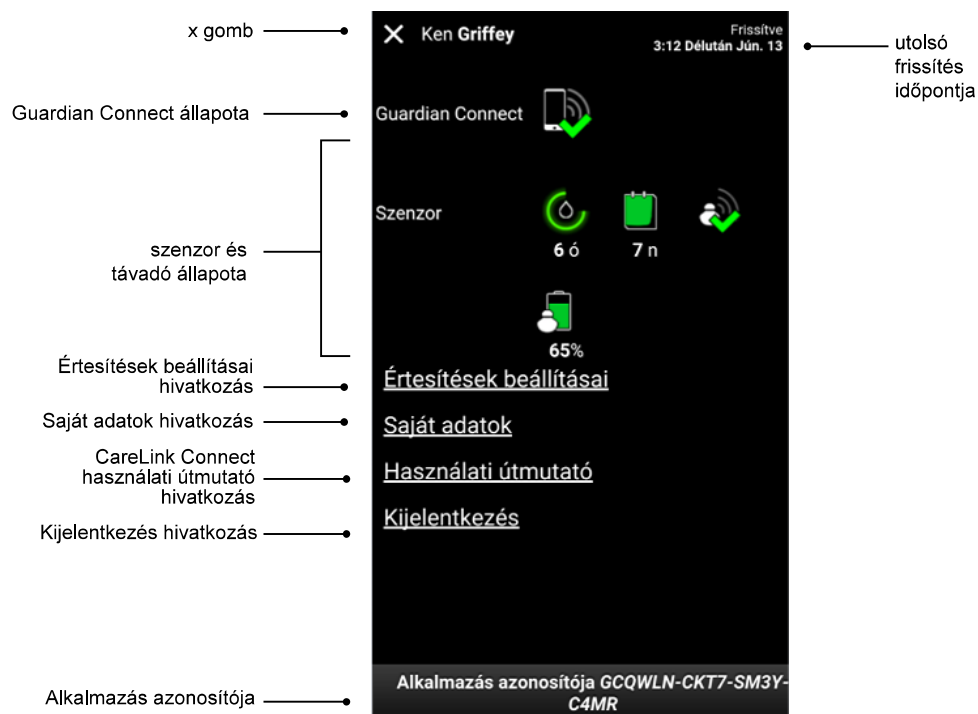 x gomb
✕ Ken Griffey
Frissítve
3:12 Délután Jún. 13
utolsó
frissítés
időpontja
Guardian Connect állapota
Guardian Connect
szenzor és
távadó állapota
Szenzor
6 ó
7 n
65%
Értesítések beállításai
hivatkozás
Értesítések beállításai
Saját adatok hivatkozás
Saját adatok
CareLink Connect
használati útmutató
hivatkozás
Használati útmutató
Kijelentkezés hivatkozás
Kijelentkezés
Alkalmazás azonosítója
Alkalmazás azonosítója GCQWLN-CKT7-SM3Y-
C4MR